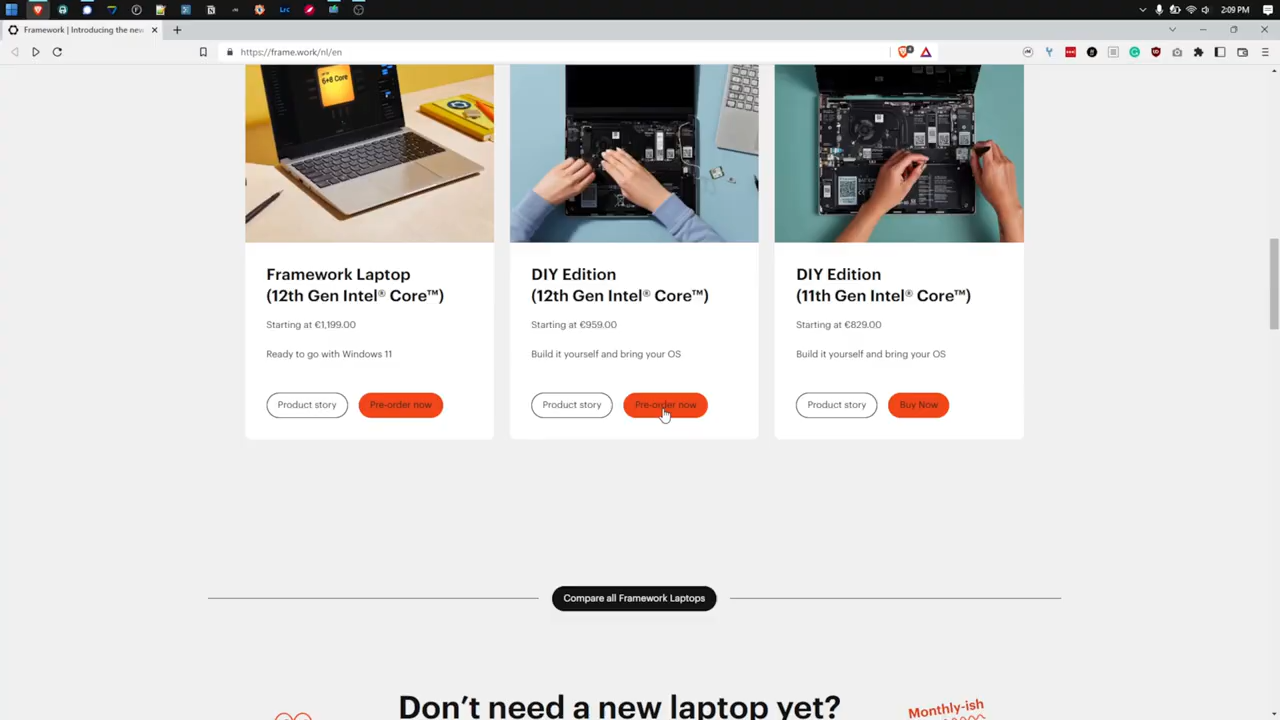 2:09 PM
Framework | Introducing the new
https://frame.work/nl/en
6+8 Core
Framework Laptop
(12th Gen Intel® Core™)
Starting at €1,199.00
Ready to go with Windows 11
Product story
Pre-order now
DIY Edition
(12th Gen Intel® Core™)
Starting at €959.00
Build it yourself and bring your OS
Product story
Pre-order now
DIY Edition
(11th Gen Intel® Core™)
Starting at €829.00
Build it yourself and bring your OS
Product story
Buy Now
Compare all Framework Laptops
Don't need a new laptop yet?
Monthly-ish